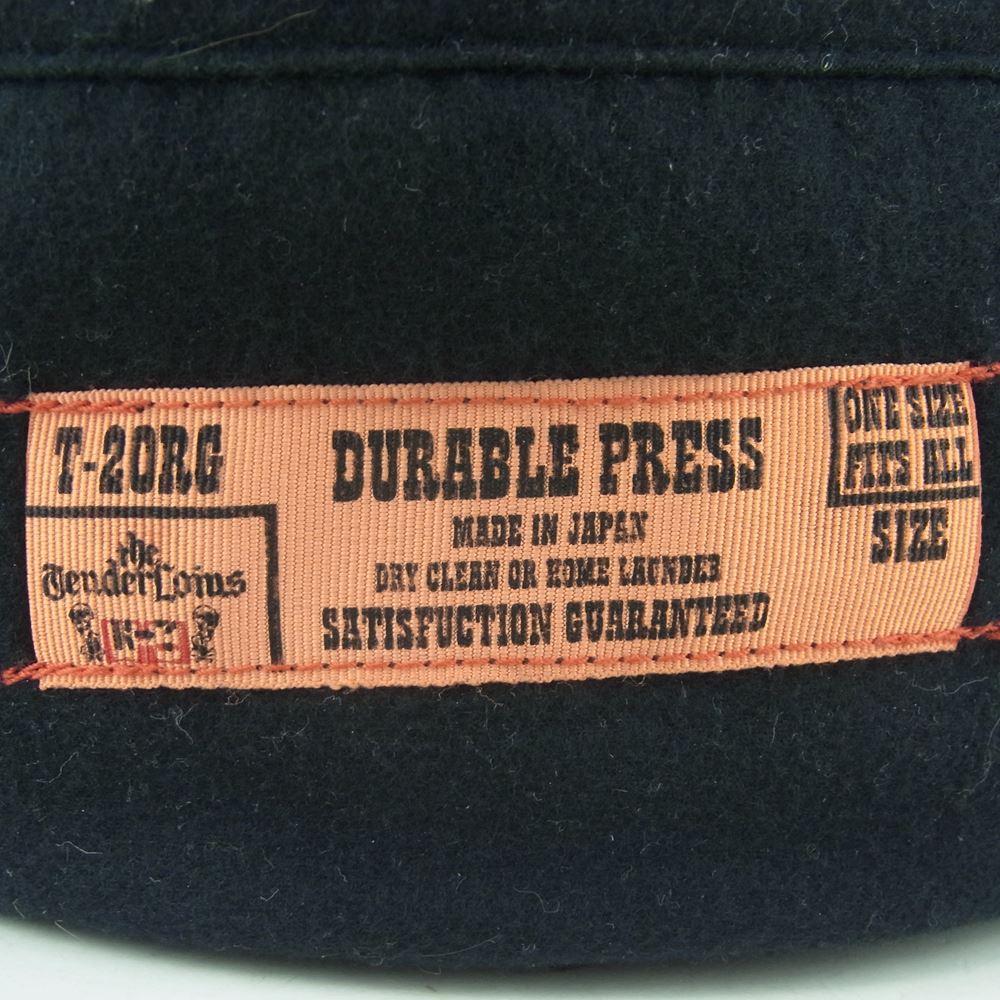 T-20RG
the
TenderLoins
DURABLE PRESS
MADE IN JAPAN
DRY CLEAN OR HOME LAUNDER
SATISFUCTION GUARANTEED
ONE SIZE
FITS ALL
SIZE